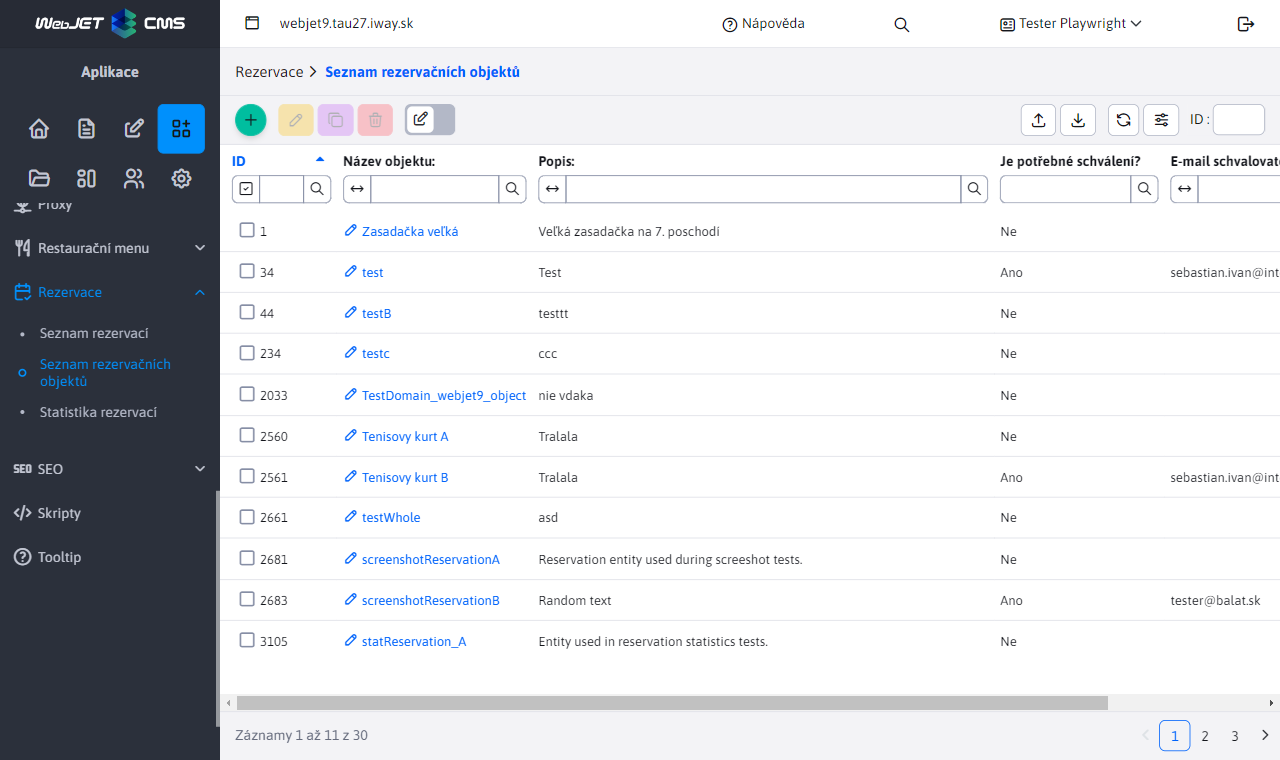 WebJET CMS
webjet9.tau27.iway.sk
Nápověda
Tester Playwright
Aplikace
Proxy
Restaurační menu
Rezervace
Seznam rezervací
Seznam rezervačních
objektů
Statistika rezervací
SEO SEO
Skripty
Tooltip
Rezervace > Seznam rezervačních objektů
ID :
ID Název objektu: Popis: Je potřebné schválení? E-mail schvalovate
1 Zasadačka veľká Veľká zasadačka na 7. poschodí Ne
34 test Test Ano sebastian.ivan@int
44 testB testtt Ne
234 testc ccc Ne
2033 TestDomain_webjet9_object nie vdaka Ne
2560 Tenisovy kurt A Tralala Ne
2561 Tenisovy kurt B Tralala Ano sebastian.ivan@int
2661 testWhole asd Ne
2681 screenshotReservationA Reservation entity used during screeshot tests. Ne
2683 screenshotReservationB Random text Ano tester@balat.sk
3105 statReservation_A Entity used in reservation statistics tests. Ne
Záznamy 1 až 11 z 30
1 2 3